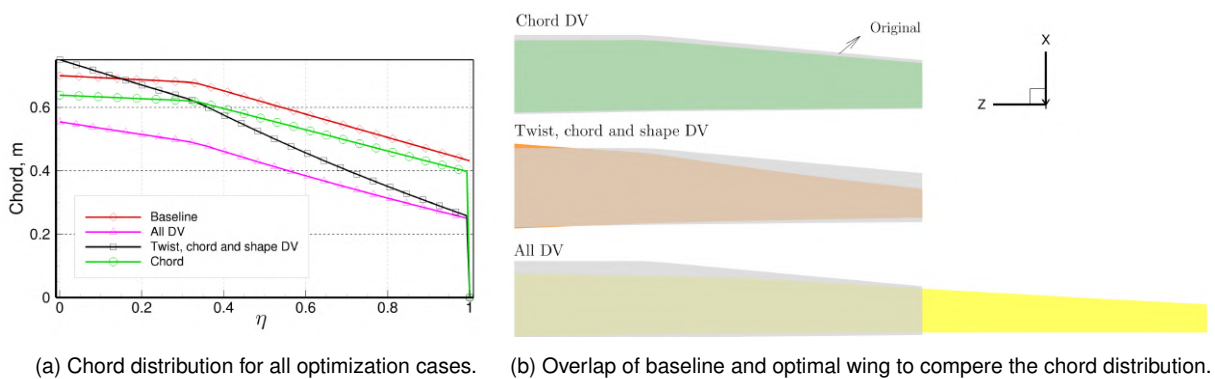 Chord, m
0.6
0.4
0.2
0
0
0.2
0.4
0.6
0.8
1
η
Baseline
All DV
Twist, chord and shape DV
Chord
(a) Chord distribution for all optimization cases.
Chord DV
Original
Twist, chord and shape DV
All DV
X
Z
(b) Overlap of baseline and optimal wing to compere the chord distribution.